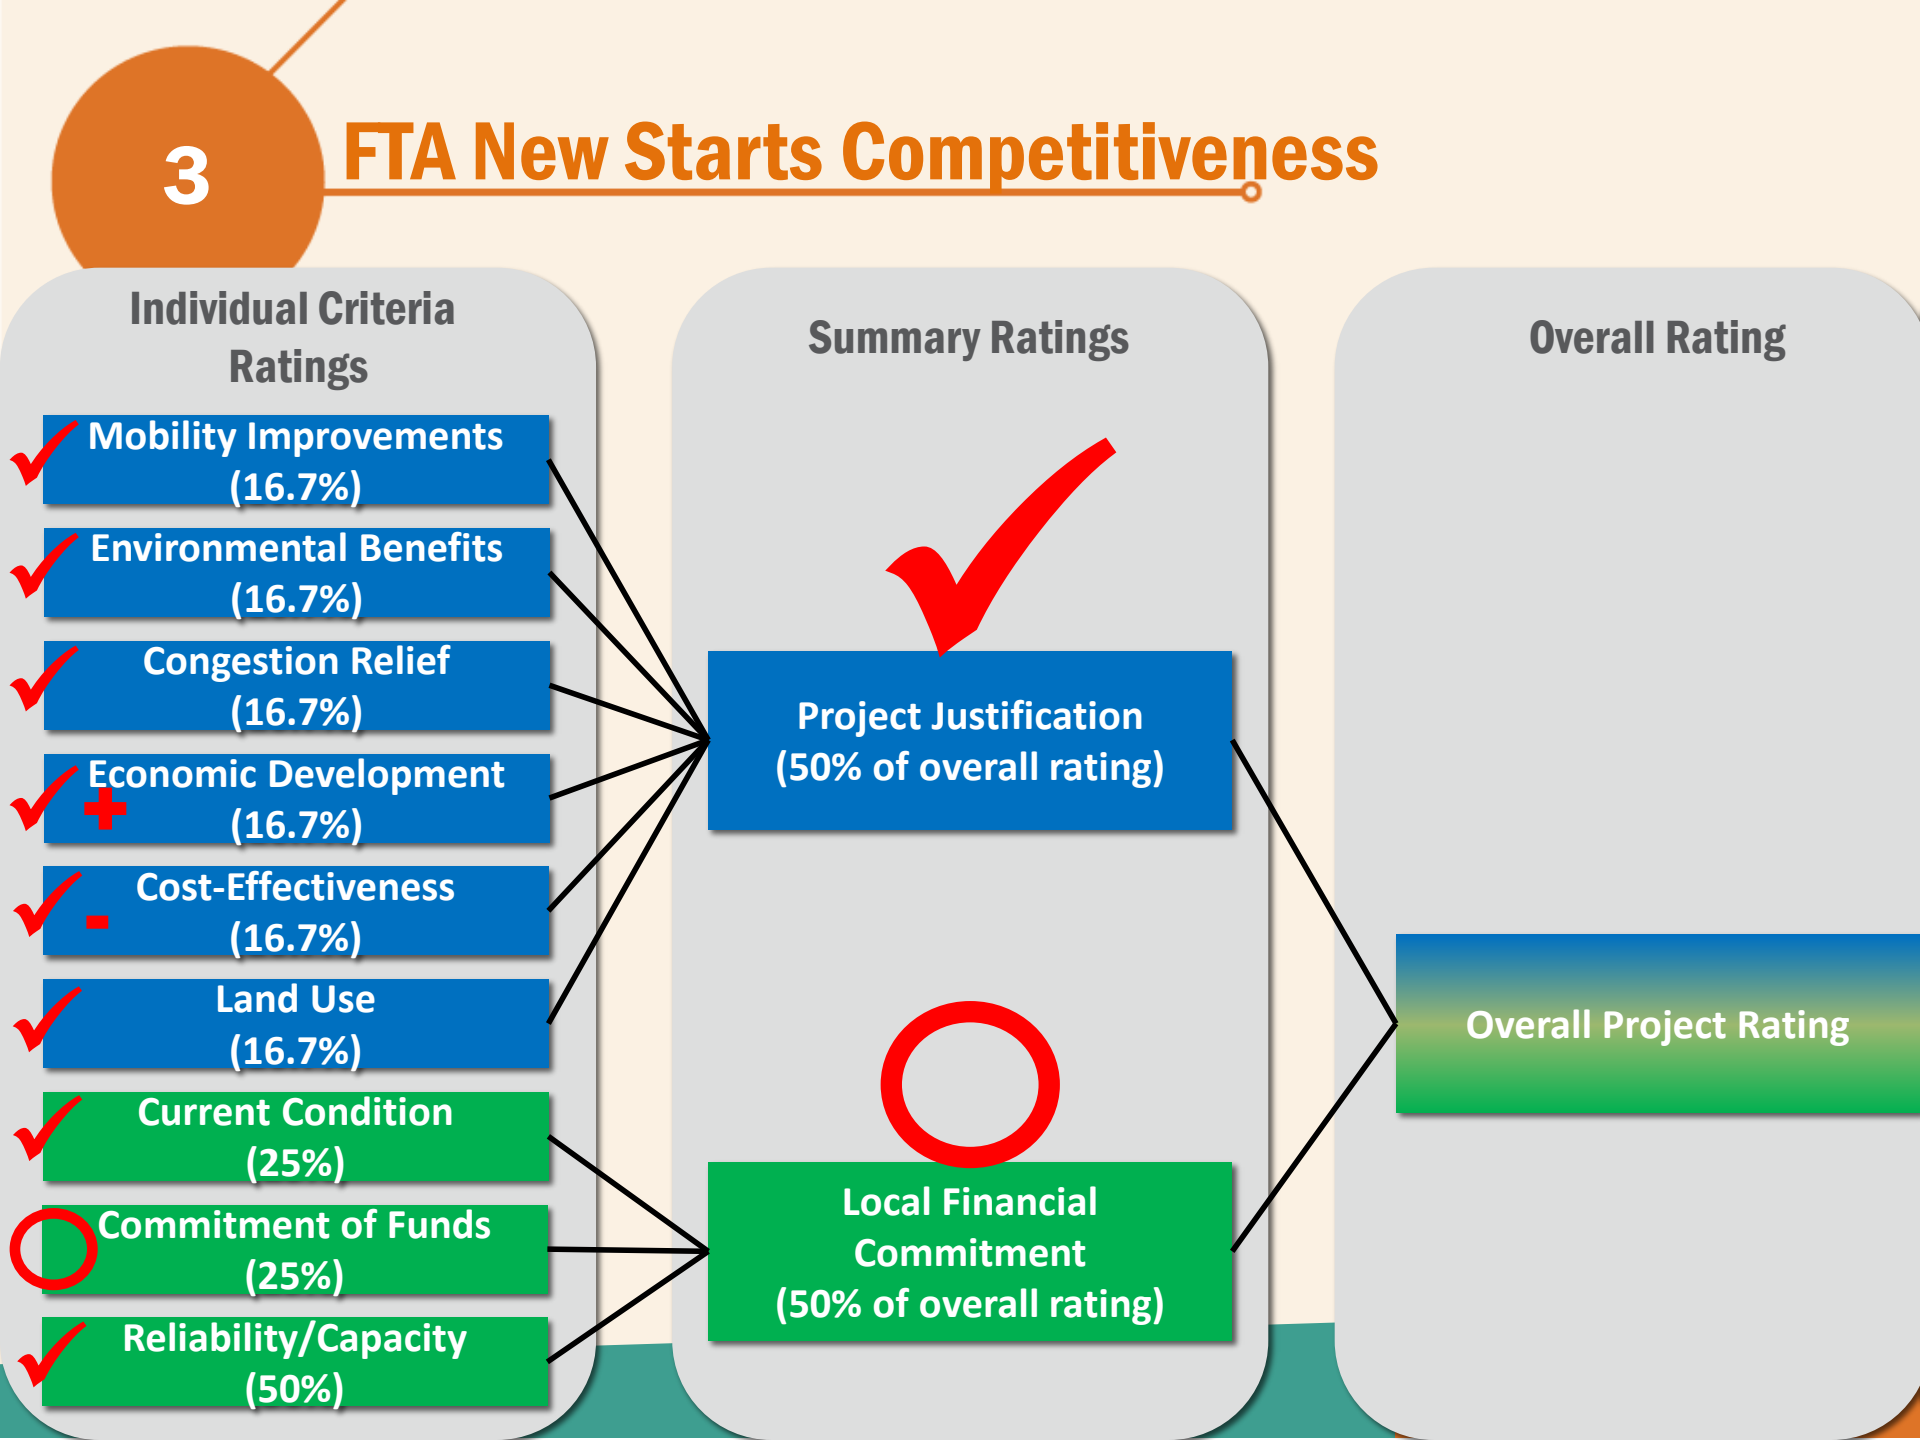 3
FTA New Starts Competitiveness
Individual Criteria
Ratings
Mobility Improvements
(16.7%)
Environmental Benefits
(16.7%)
Congestion Relief
(16.7%)
Economic Development
+
(16.7%)
Cost-Effectiveness
-
(16.7%)
Land Use
(16.7%)
Current Condition
(25%)
Commitment of Funds
(25%)
Reliability/Capacity
(50%)
Summary Ratings
Project Justification
(50% of overall rating)
Local Financial
Commitment
(50% of overall rating)
Overall Rating
Overall Project Rating